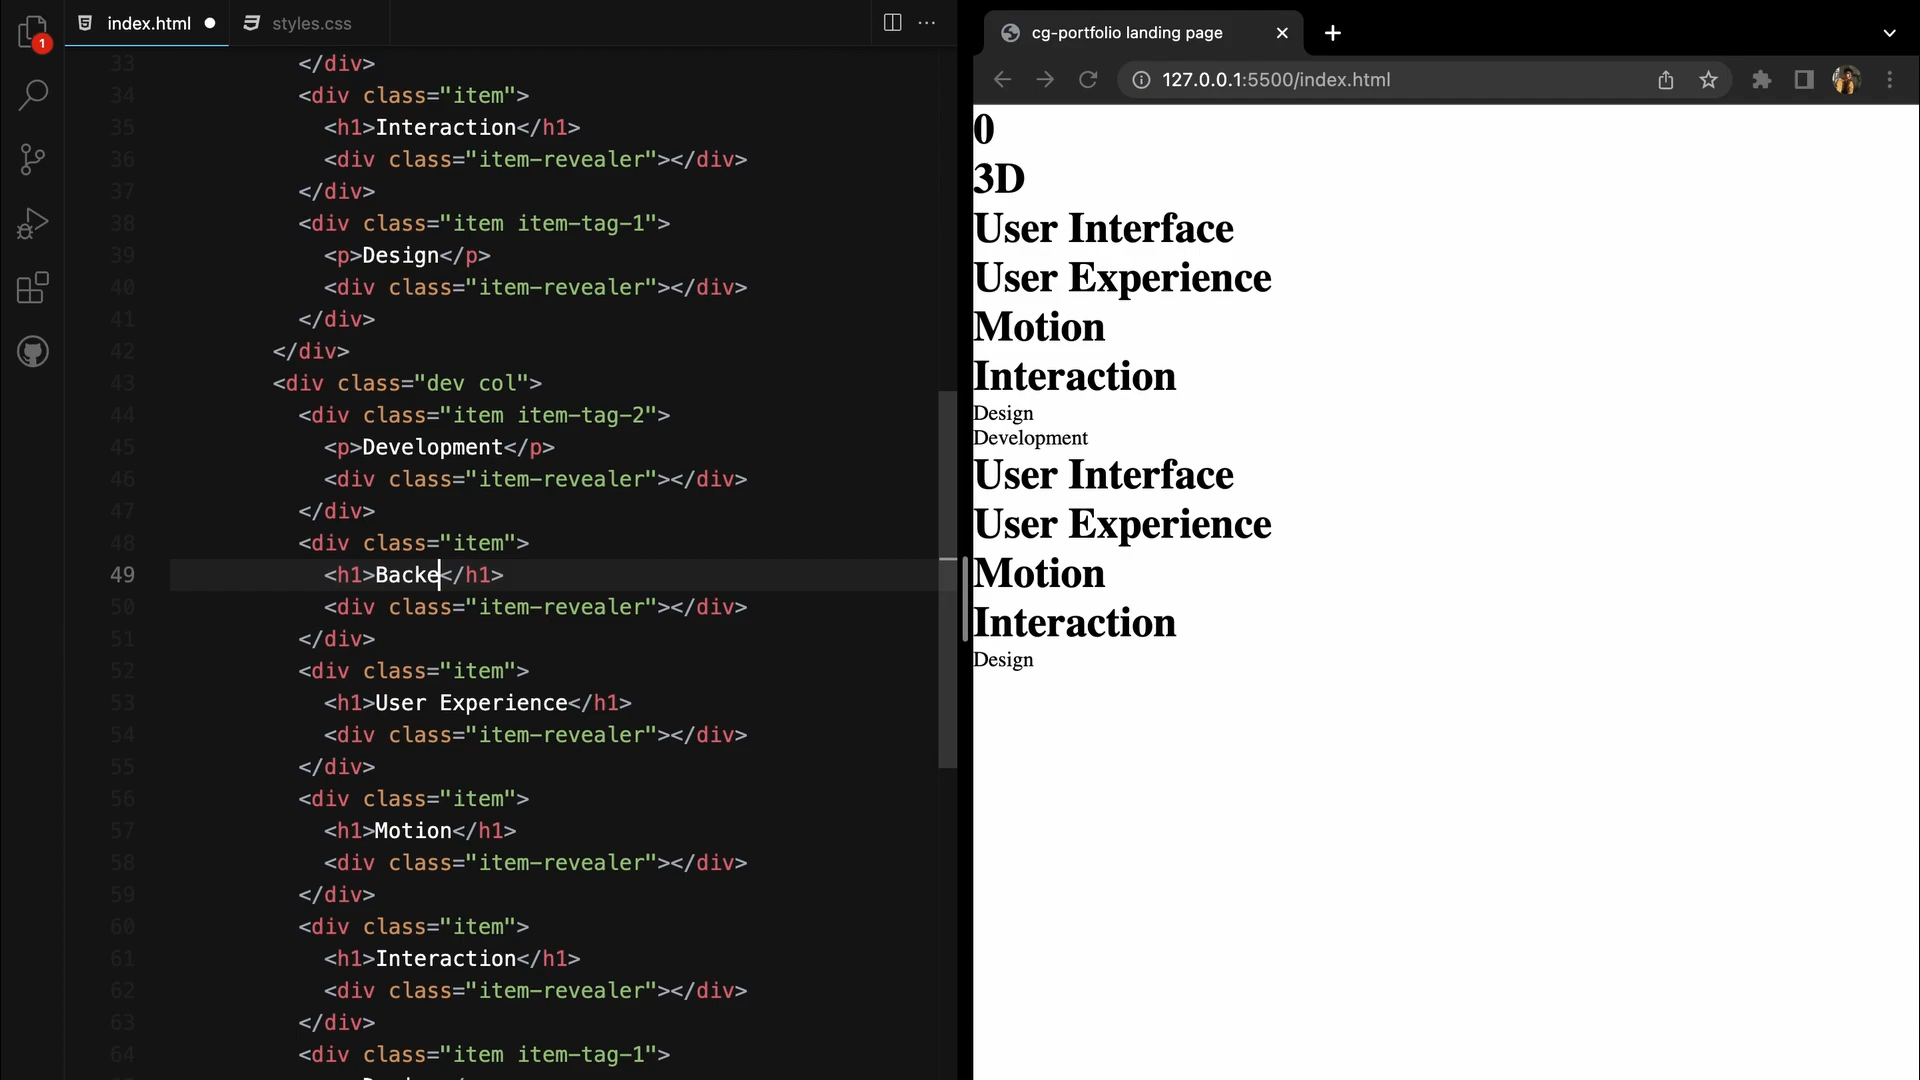 index.html
styles.css
1
33 </div>
34 <div class="item">
35 <h1>Interaction</h1>
36 <div class="item-revealer"></div>
37 </div>
38 <div class="item item-tag-1">
39 <p>Design</p>
40 <div class="item-revealer"></div>
41 </div>
42 </div>
43 <div class="dev col">
44 <div class="item item-tag-2">
45 <p>Development</p>
46 <div class="item-revealer"></div>
47 </div>
48 <div class="item">
49 <h1>Backe</h1>
50 <div class="item-revealer"></div>
51 </div>
52 <div class="item">
53 <h1>User Experience</h1>
54 <div class="item-revealer"></div>
55 </div>
56 <div class="item">
57 <h1>Motion</h1>
58 <div class="item-revealer"></div>
59 </div>
60 <div class="item">
61 <h1>Interaction</h1>
62 <div class="item-revealer"></div>
63 </div>
64 <div class="item item-tag-1">
cg-portfolio landing page
127.0.0.1:5500/index.html
0
3D
User Interface
User Experience
Motion
Interaction
Design
Development
User Interface
User Experience
Motion
Interaction
Design